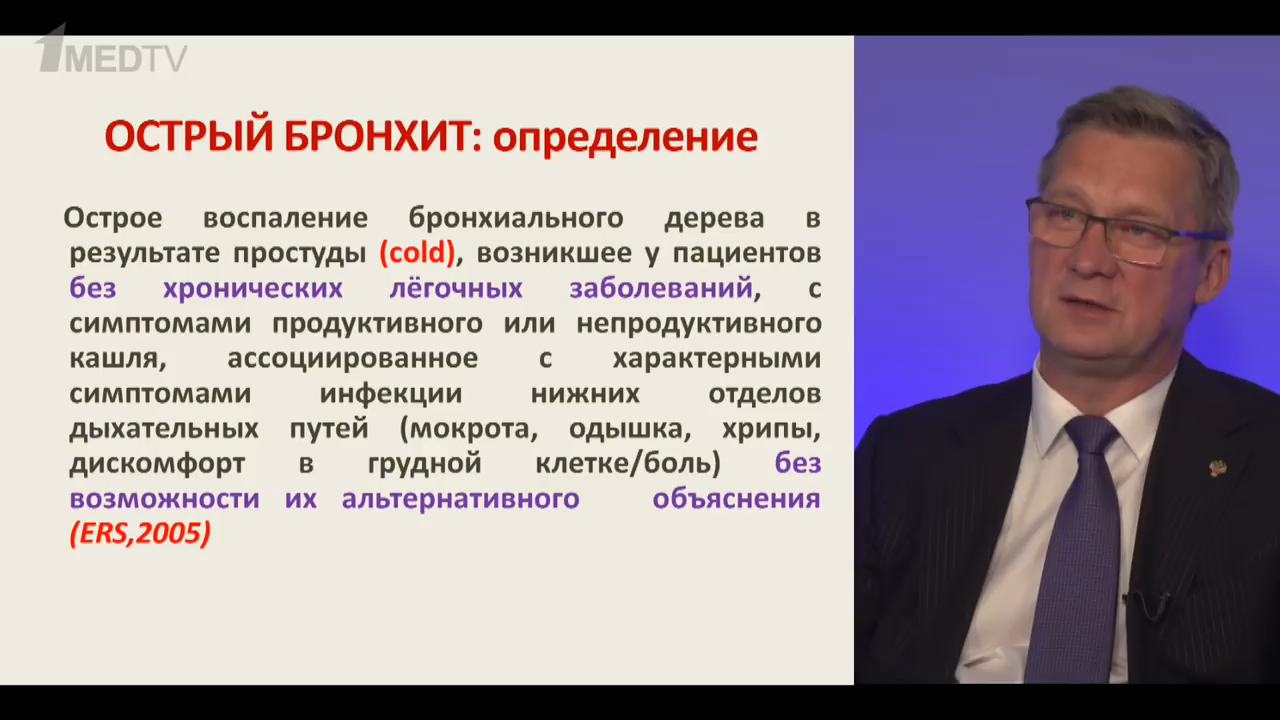 1MEDTV
ОСТРЫЙ БРОНХИТ: определение
Острое воспаление бронхиального дерева в
результате простуды (cold), возникшее у пациентов
без хронических лёгочных заболеваний, с
симптомами продуктивного или непродуктивного
кашля, ассоциированное с характерными
симптомами инфекции нижних отделов
дыхательных путей (мокрота, одышка, хрипы,
дискомфорт в грудной клетке/боль) без
возможности их альтернативного объяснения
(ERS,2005)